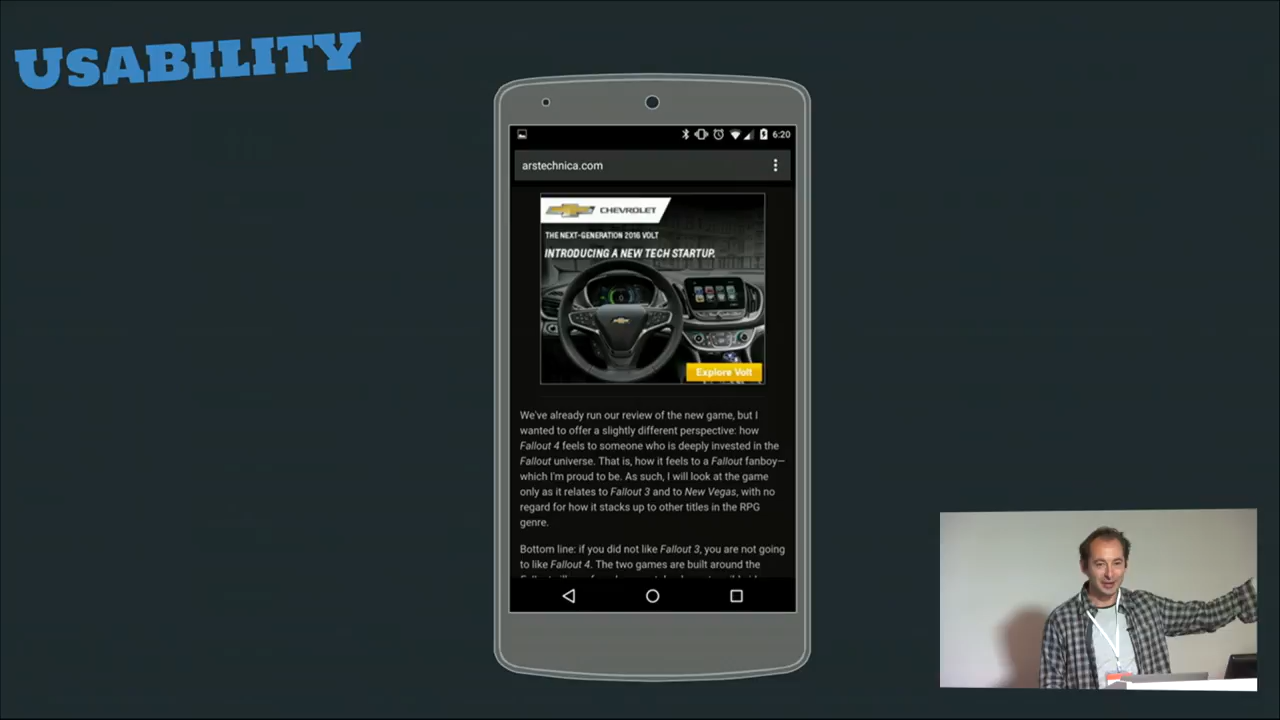 USABILITY
6:20
arstechnica.com
CHEVROLET
THE NEXT-GENERATION 2016 VOLT
INTRODUCING A NEW TECH STARTUP.
Explore Volt
We've already run our review of the new game, but I
wanted to offer a slightly different perspective: how
Fallout 4 feels to someone who is deeply invested in the
Fallout universe. That is, how it feels to a Fallout fanboy—
which I'm proud to be. As such, I will look at the game
only as it relates to Fallout 3 and to New Vegas, with no
regard for how it stacks up to other titles in the RPG
genre.
Bottom line: if you did not like Fallout 3, you are not going
to like Fallout 4. The two games are built around the